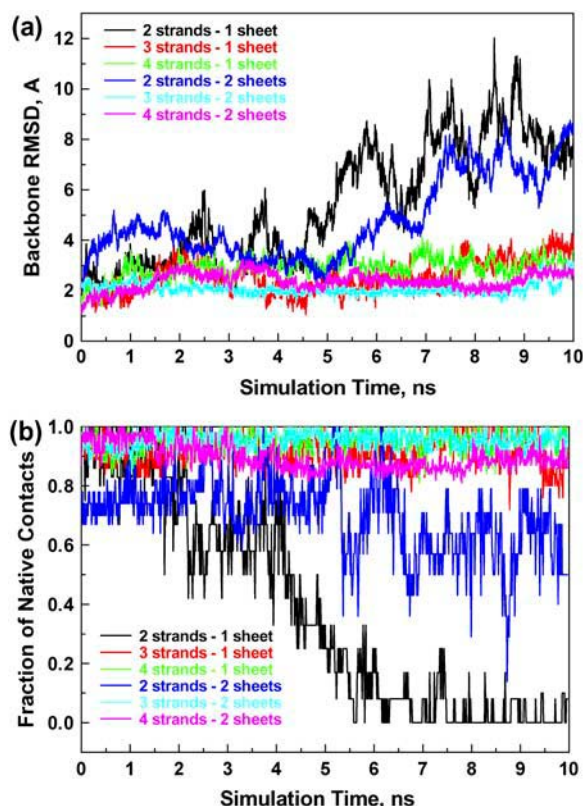 (a)
2 strands - 1 sheet
3 strands - 1 sheet
4 strands - 1 sheet
2 strands - 2 sheets
3 strands - 2 sheets
4 strands - 2 sheets
Backbone RMSD, A
12
10
8
6
4
2
0
0 1 2 3 4 5 6 7 8 9 10
Simulation Time, ns
(b)
Fraction of Native Contacts
1.0
0.8
0.6
0.4
0.2
0.0
2 strands - 1 sheet
3 strands - 1 sheet
4 strands - 1 sheet
2 strands - 2 sheets
3 strands - 2 sheets
4 strands - 2 sheets
0 1 2 3 4 5 6 7 8 9 10
Simulation Time, ns